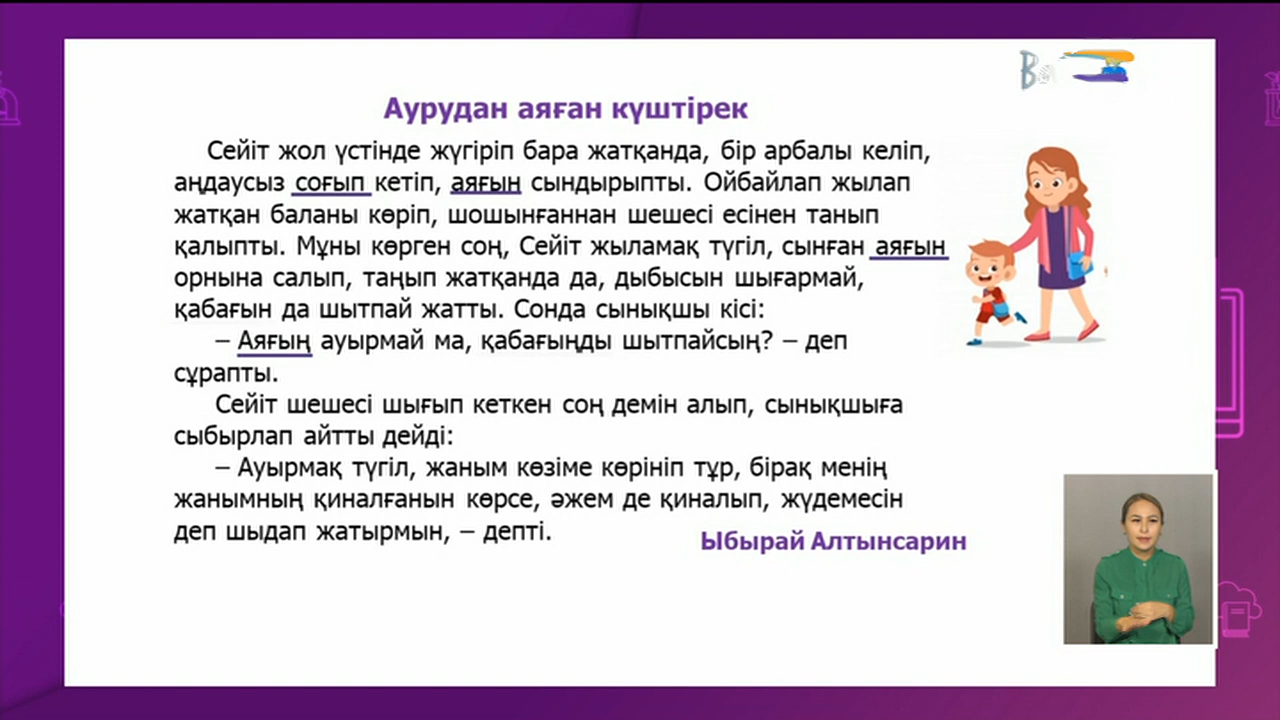 Аурудан аяған күштірек
Сейіт жол үстінде жүгіріп бара жатқанда, бір арбалы келіп,
аңдаусыз соғып кетіп, аяғын сындырыпты. Ойбайлап жылап
жатқан баланы көріп, шошынғаннан шешесі есінен танып
қалыпты. Мұны көрген соң, Сейіт жыламақ түгіл, сынған аяғын
орнына салып, таңып жатқанда да, дыбысын шығармай,
қабағын да шытпай жатты. Сонда сынықшы кісі:
– Аяғың ауырмай ма, қабағыңды шытпайсың? – деп
сұрапты.
Сейіт шешесі шығып кеткен соң демін алып, сынықшыға
сыбырлап айтты дейді:
– Ауырмақ түгіл, жаным көзіме көрініп тұр, бірақ менің
жанымның қиналғанын көрсе, әжем де қиналып, жүдемесін
деп шыдап жатырмын, – депті.
Ыбырай Алтынсарин